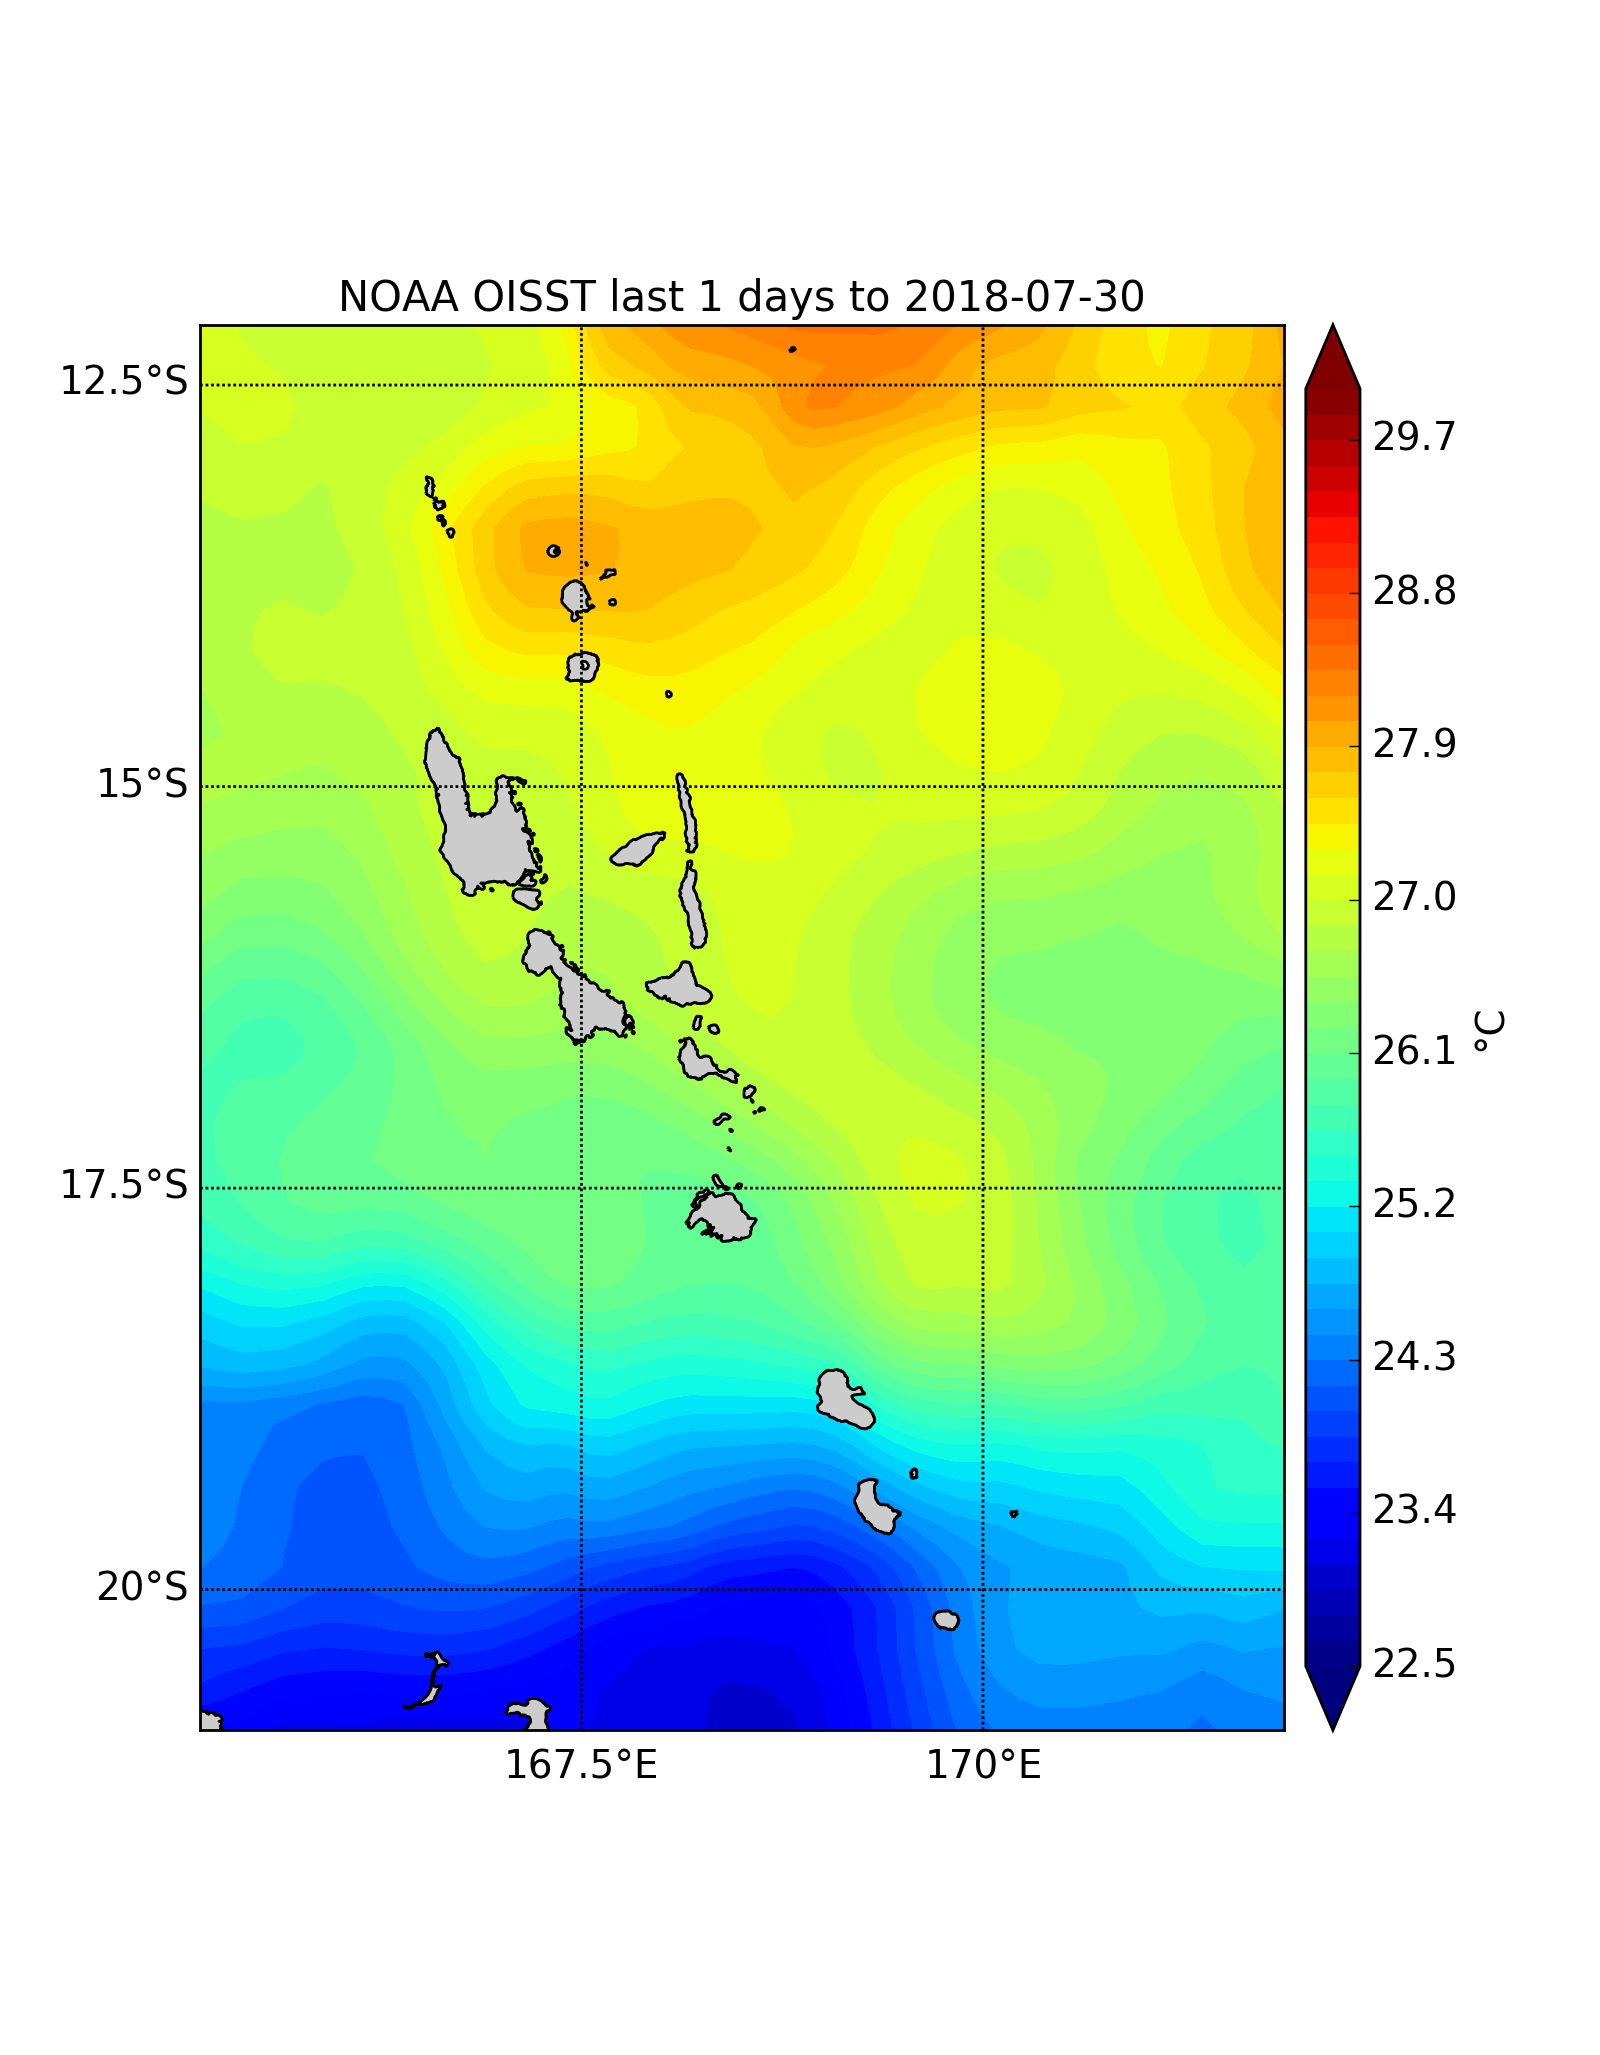 NOAA OISST last 1 days to 2018-07-30
12.5°S
15°S
17.5°S
20°S
167.5°E
170°E
29.7
28.8
27.9
27.0
26.1
25.2
24.3
23.4
22.5
°C